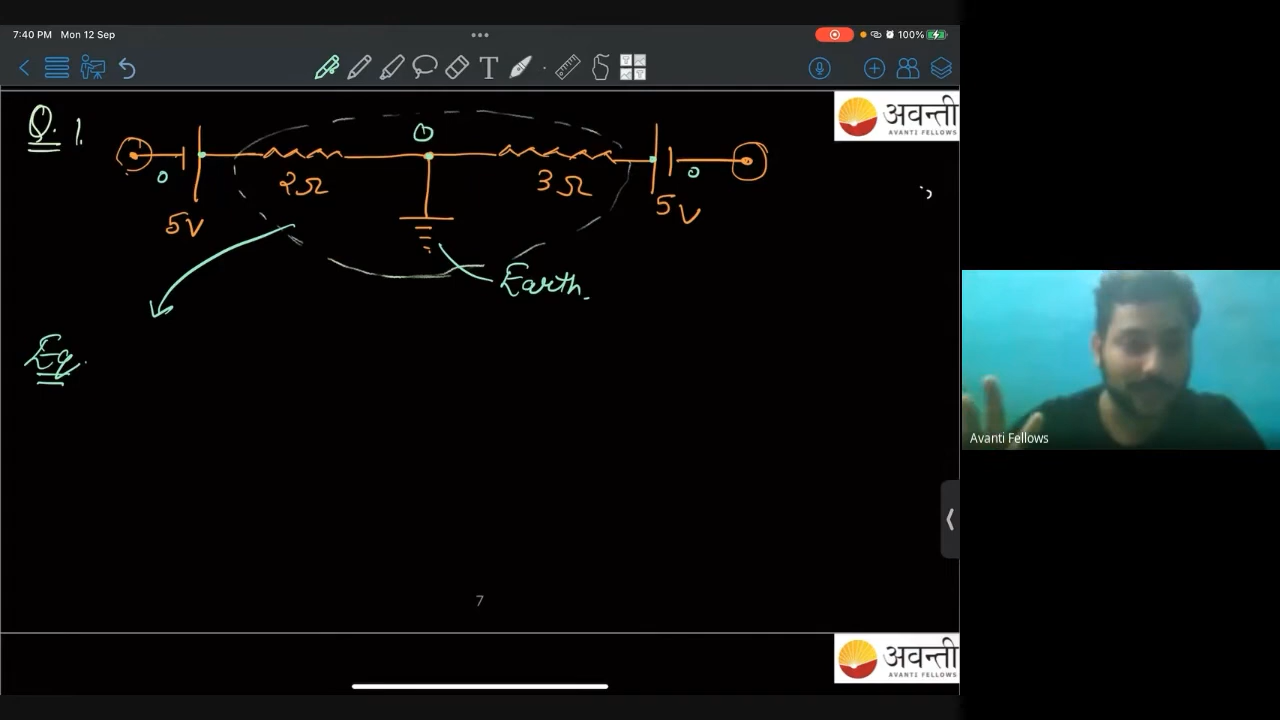 7:40 PM Mon 12 Sep
100%
T
अवन्ती
AVANTI FELLOWS
Q. 1.
0
0
0
2Ω
3Ω
5V
5V
Earth.
Eq.
Avanti Fellows
7
अवन्ती
AVANTI FELLOWS